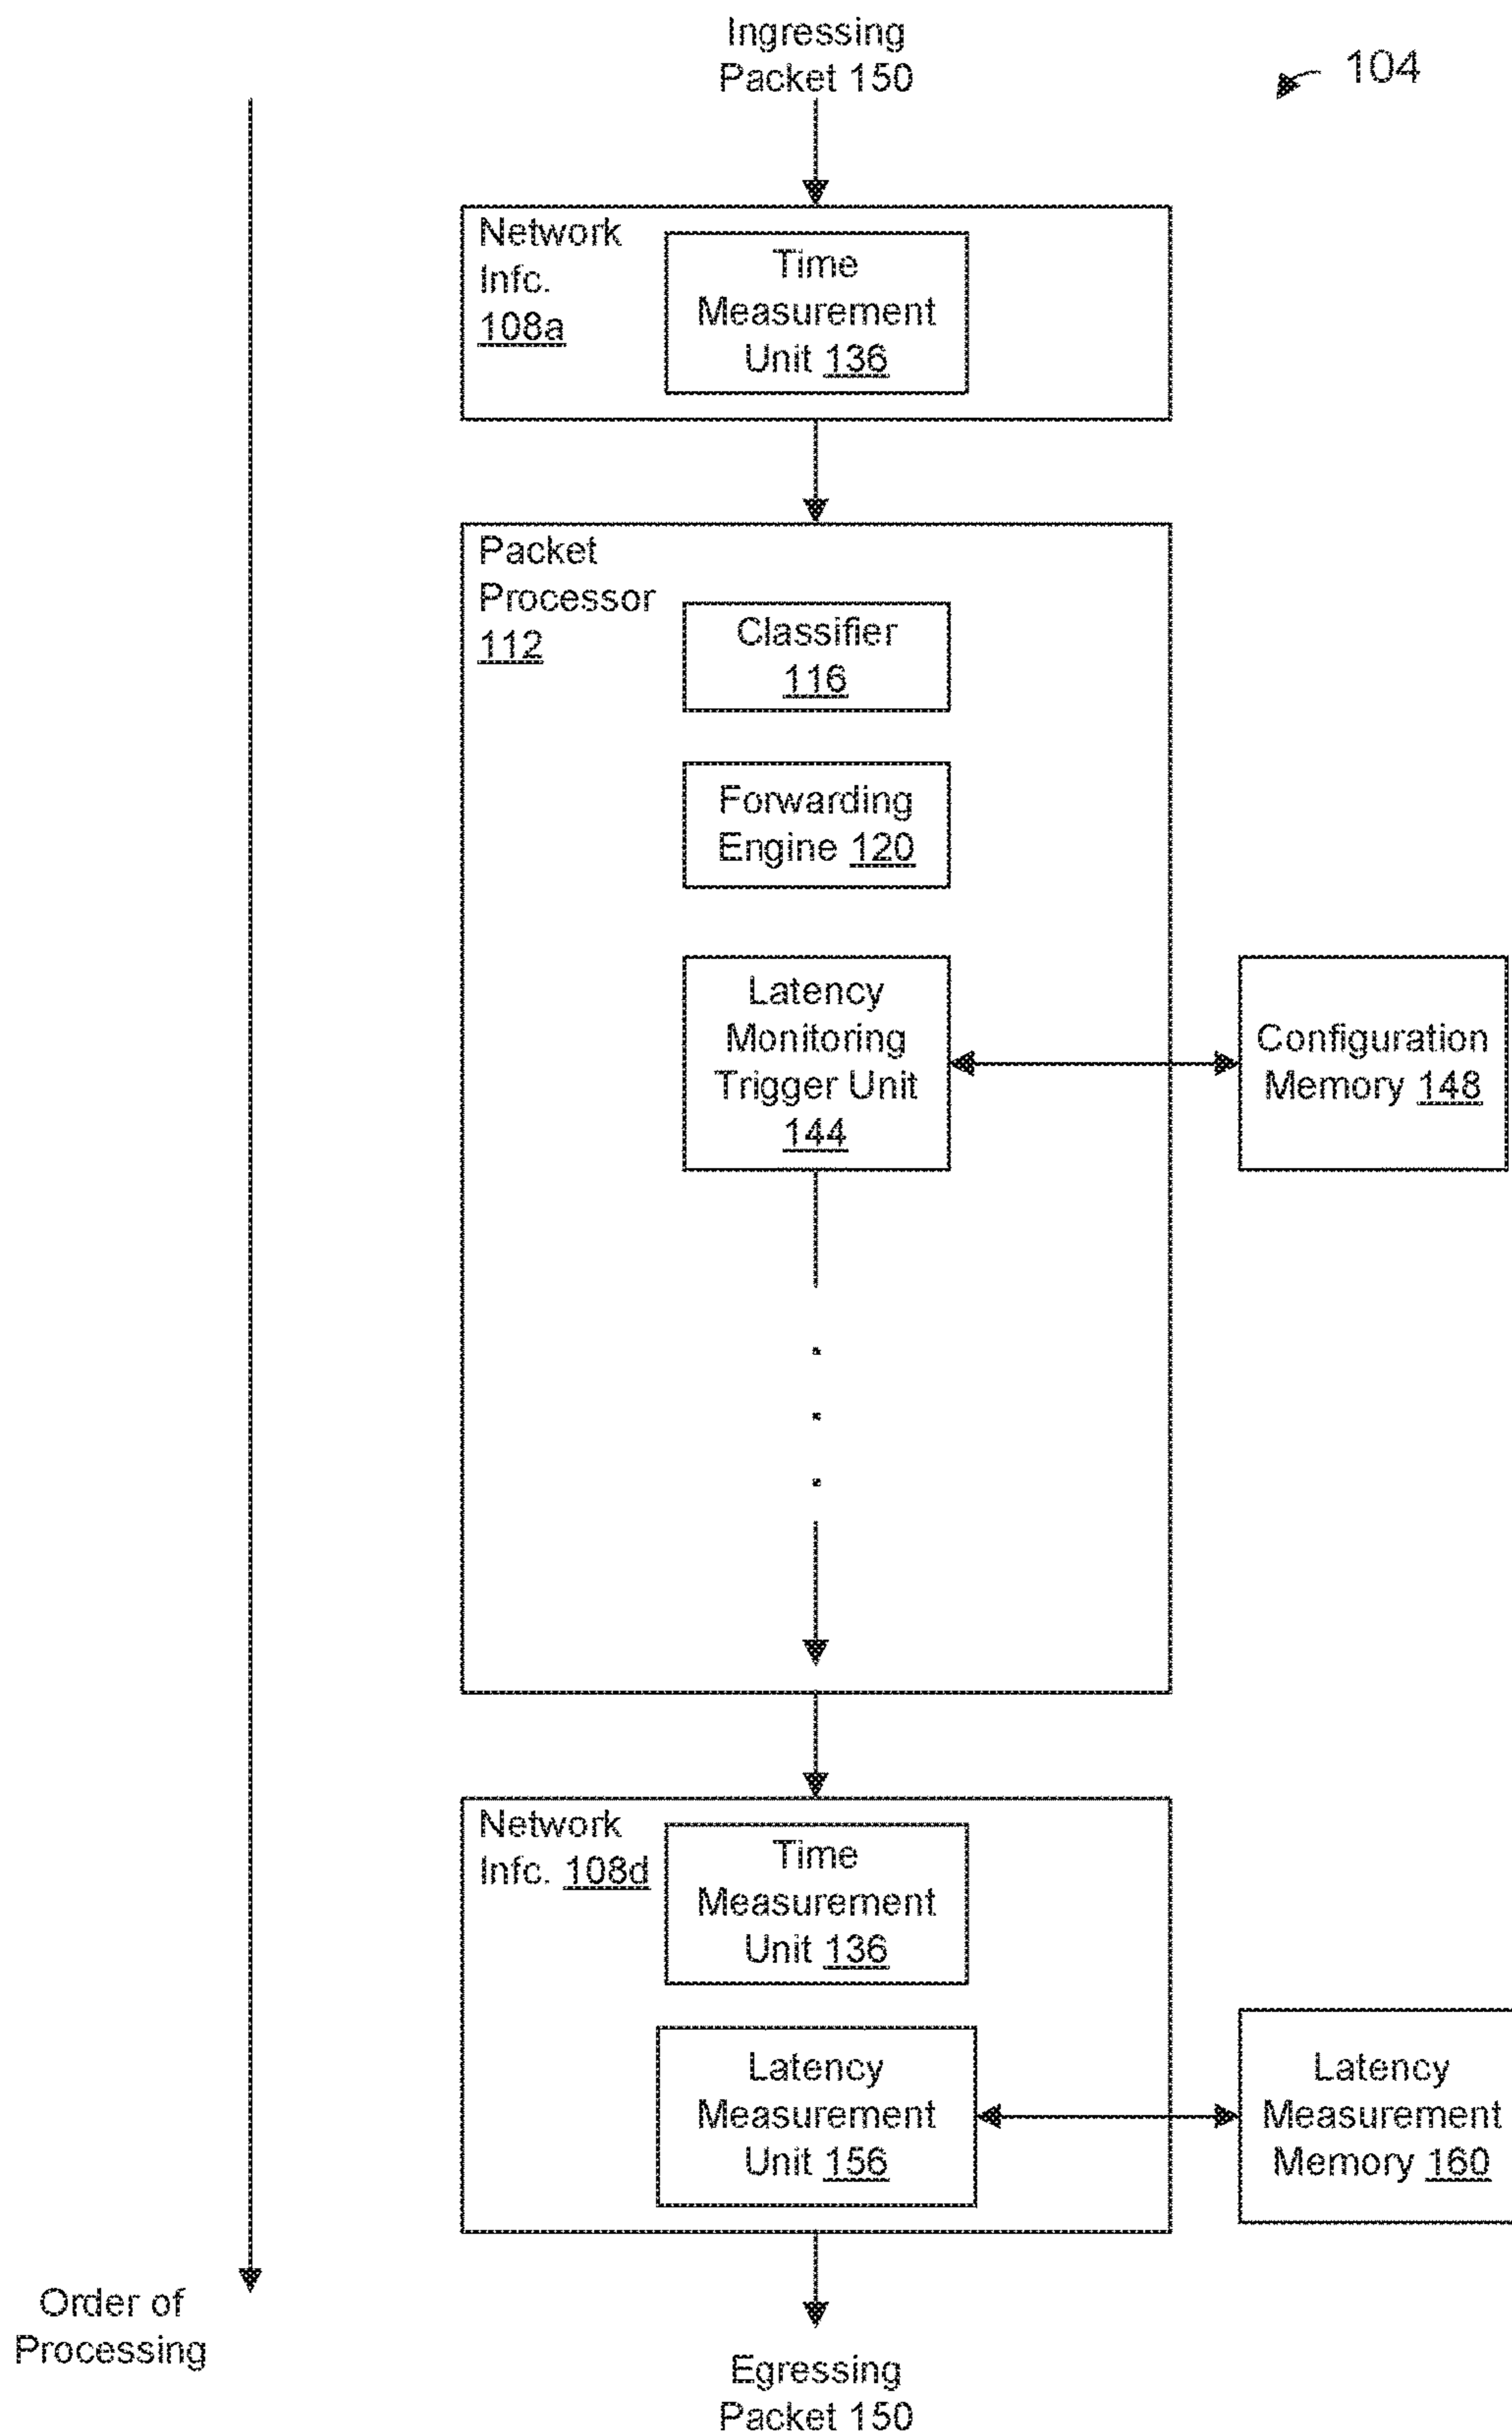 Ingressing
Packet 150
104
Network
Infc.
108a
Time
Measurement
Unit 136
Packet
Processor
112
Classifier
116
Forwarding
Engine 120
Latency
Monitoring
Trigger Unit
144
Configuration
Memory 148
Network
Infc. 108d
Time
Measurement
Unit 136
Latency
Measurement
Unit 156
Latency
Measurement
Memory 160
Order of
Processing
Egressing
Packet 150